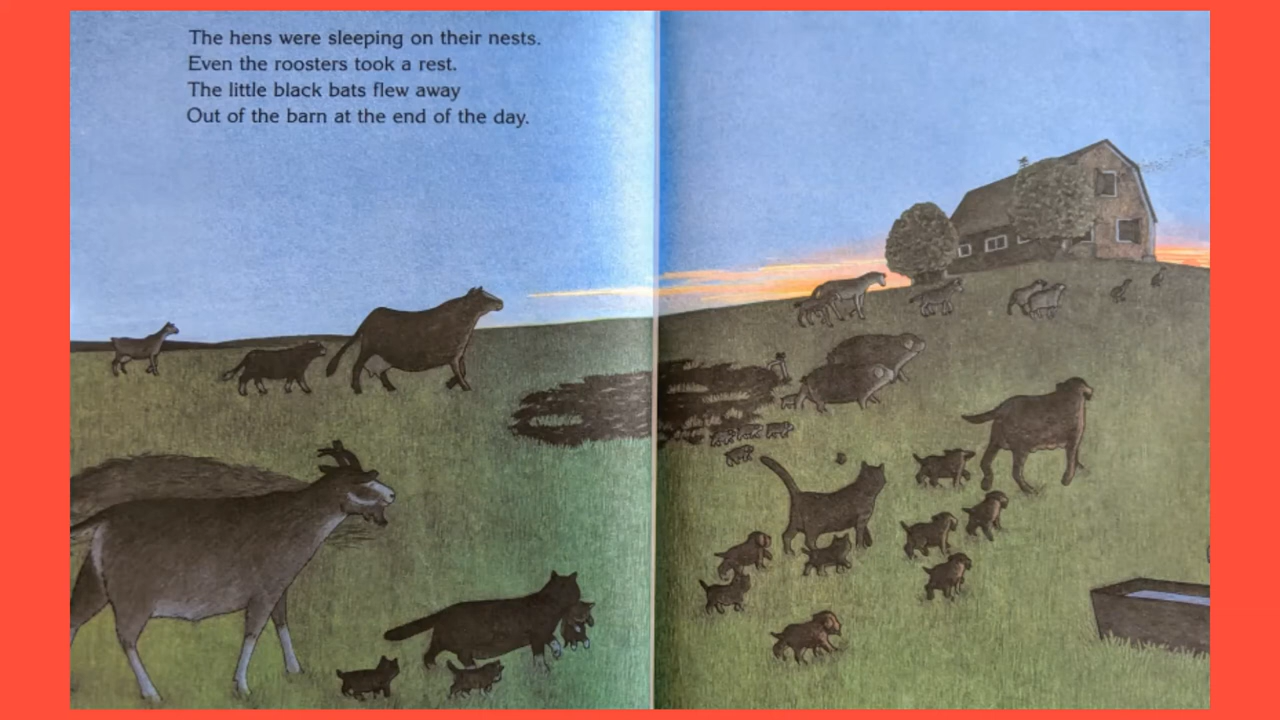 The hens were sleeping on their nests.
Even the roosters took a rest.
The little black bats flew away
Out of the barn at the end of the day.